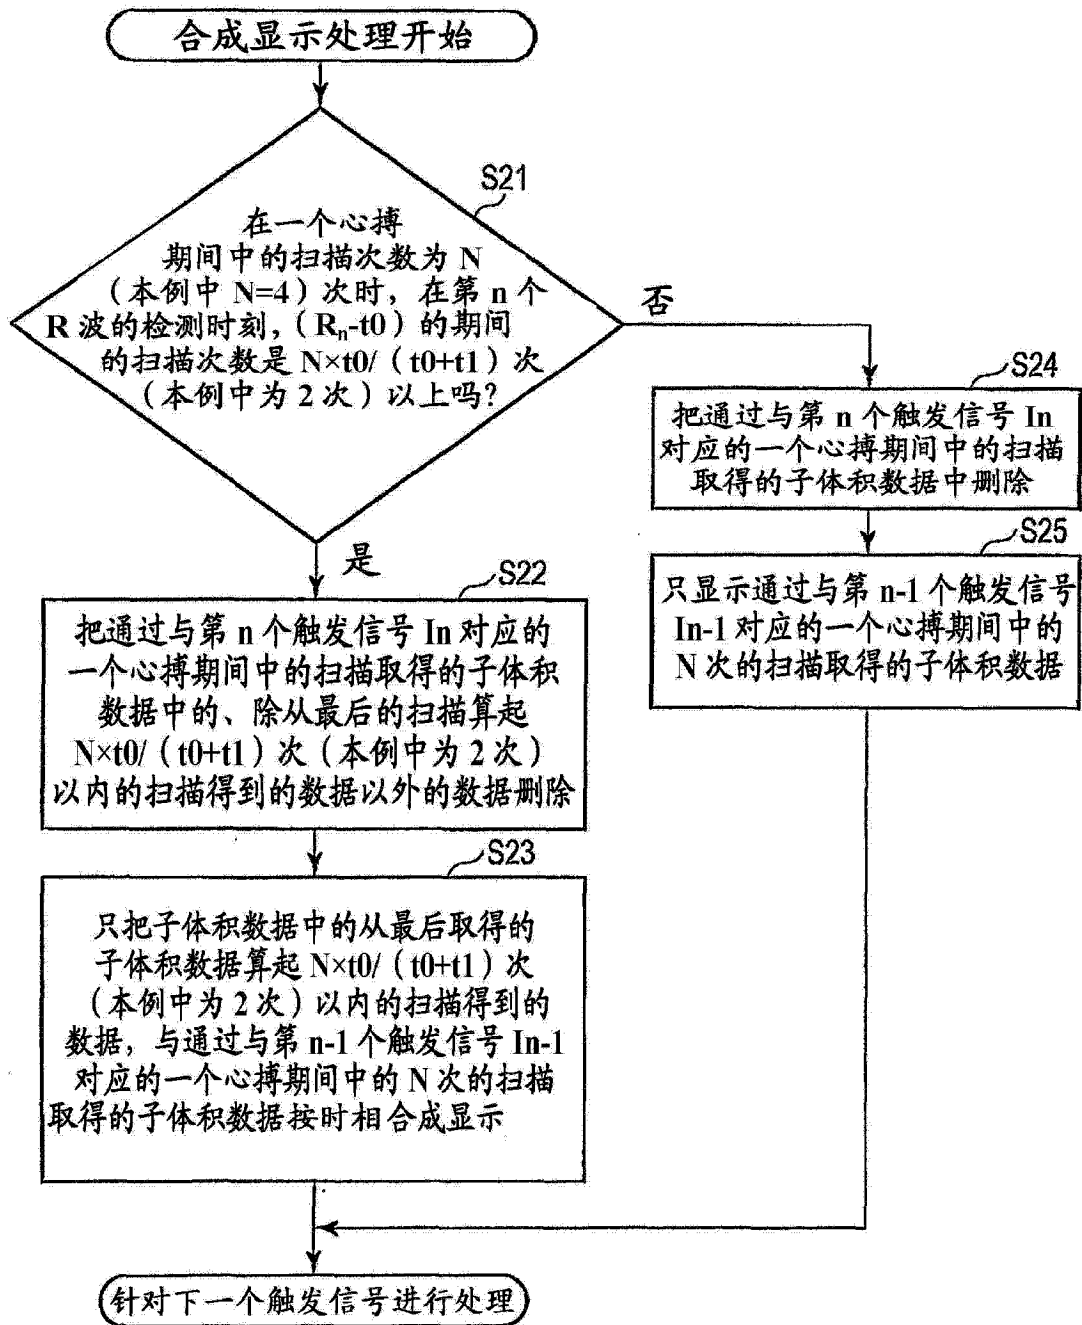 合成显示处理开始
S21
在一个心搏
期间中的扫描次数为 N
（本例中 N=4）次时，在第 n 个
R 波的检测时刻，（Rn-t0）的期间
的扫描次数是 N×t0/（t0+t1）次
（本例中为 2 次）以上吗？
否
是
S22
把通过与第 n 个触发信号 In 对应的
一个心搏期间中的扫描取得的子体积
数据中的、除从最后的扫描算起
N×t0/（t0+t1）次（本例中为 2 次）
以内的扫描得到的数据以外的数据删除
S23
只把子体积数据中的从最后取得的
子体积数据算起 N×t0/（t0+t1）次
（本例中为 2 次）以内的扫描得到的
数据，与通过与第 n-1 个触发信号 In-1
对应的一个心搏期间中的 N 次的扫描
取得的子体积数据按时相合成显示
S24
把通过与第 n 个触发信号 In
对应的一个心搏期间中的扫描
取得的子体积数据中删除
S25
只显示通过与第 n-1 个触发信号
In-1 对应的一个心搏期间中的
N 次的扫描取得的子体积数据
针对下一个触发信号进行处理